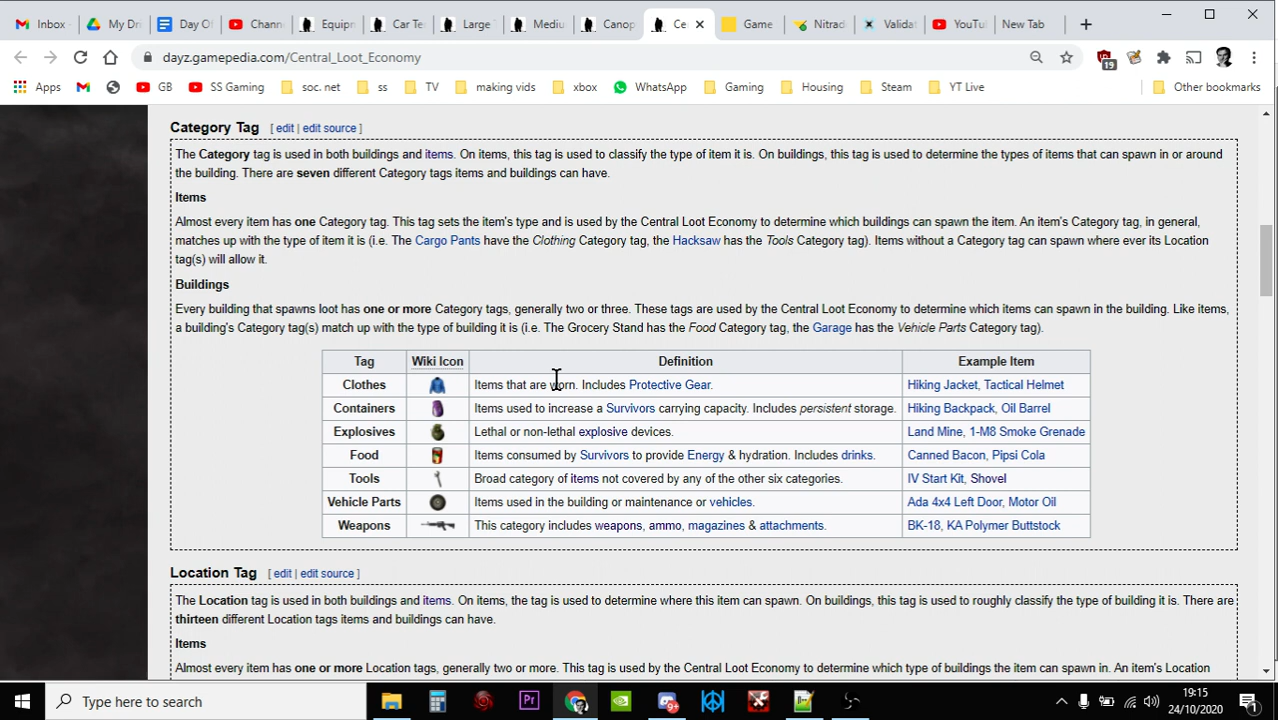 Inbox
My Dri
Day Of
Chann
Equipn
Car Te
Large
Mediu
Canop
Ce
Game
Nitrad
Validat
YouTu
New Tab
dayz.gamepedia.com/Central_Loot_Economy
19
Apps
GB
SS Gaming
soc. net
ss
TV
making vids
xbox
WhatsApp
Gaming
Housing
Steam
YT Live
Other bookmarks
Category Tag [ edit | edit source ]
The Category tag is used in both buildings and items. On items, this tag is used to classify the type of item it is. On buildings, this tag is used to determine the types of items that can spawn in or around
the building. There are seven different Category tags items and buildings can have.
Items
Almost every item has one Category tag. This tag sets the item's type and is used by the Central Loot Economy to determine which buildings can spawn the item. An item's Category tag, in general,
matches up with the type of item it is (i.e. The Cargo Pants have the Clothing Category tag, the Hacksaw has the Tools Category tag). Items without a Category tag can spawn where ever its Location
tag(s) will allow it.
Buildings
Every building that spawns loot has one or more Category tags, generally two or three. These tags are used by the Central Loot Economy to determine which items can spawn in the building. Like items,
a building's Category tag(s) match up with the type of building it is (i.e. The Grocery Stand has the Food Category tag, the Garage has the Vehicle Parts Category tag).
Tag Wiki Icon Definition Example Item
Clothes Items that are worn. Includes Protective Gear. Hiking Jacket, Tactical Helmet
Containers Items used to increase a Survivors carrying capacity. Includes persistent storage. Hiking Backpack, Oil Barrel
Explosives Lethal or non-lethal explosive devices. Land Mine, 1-M8 Smoke Grenade
Food Items consumed by Survivors to provide Energy & hydration. Includes drinks. Canned Bacon, Pipsi Cola
Tools Broad category of items not covered by any of the other six categories. IV Start Kit, Shovel
Vehicle Parts Items used in the building or maintenance or vehicles. Ada 4x4 Left Door, Motor Oil
Weapons This category includes weapons, ammo, magazines & attachments. BK-18, KA Polymer Buttstock
Location Tag [ edit | edit source ]
The Location tag is used in both buildings and items. On items, the tag is used to determine where this item can spawn. On buildings, this tag is used to roughly classify the type of building it is. There are
thirteen different Location tags items and buildings can have.
Items
Almost every item has one or more Location tags, generally two or more. This tag is used by the Central Loot Economy to determine which type of buildings the item can spawn in. An item's Location
Type here to search
Pr
9+
19:15
24/10/2020
1